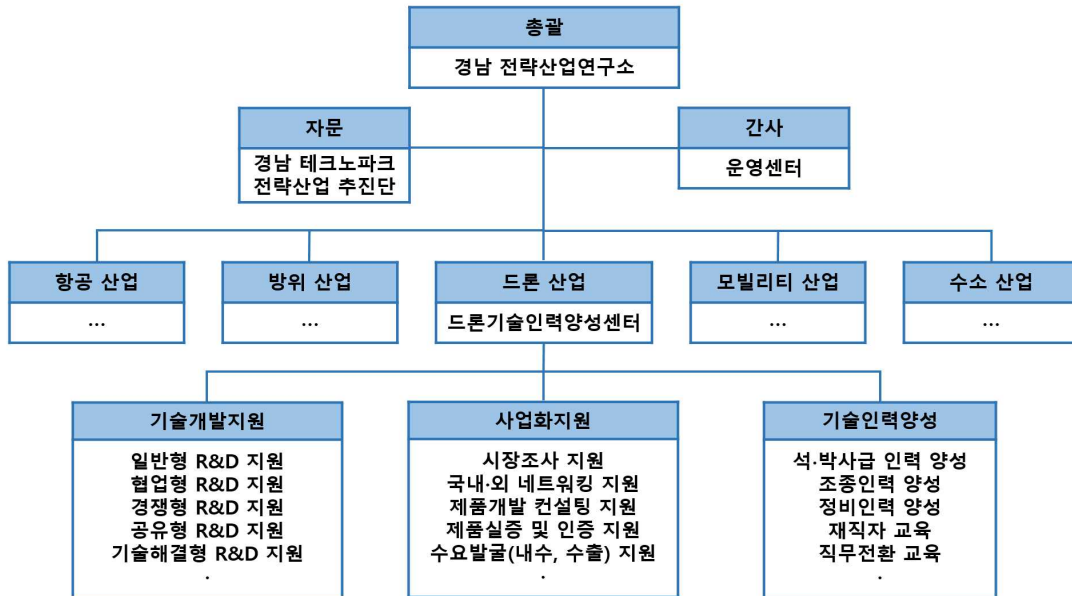 총괄
경남 전략산업연구소
자문
경남 테크노파크
전략산업 추진단
간사
운영센터
항공 산업
...
방위 산업
...
드론 산업
드론기술인력양성센터
모빌리티 산업
...
수소 산업
...
기술개발지원
일반형 R&D 지원
협업형 R&D 지원
경쟁형 R&D 지원
공유형 R&D 지원
기술해결형 R&D 지원
.
사업화지원
시장조사 지원
국내·외 네트워킹 지원
제품개발 컨설팅 지원
제품실증 및 인증 지원
수요발굴(내수, 수출) 지원
.
기술인력양성
석·박사급 인력 양성
조종인력 양성
정비인력 양성
재직자 교육
직무전환 교육
.